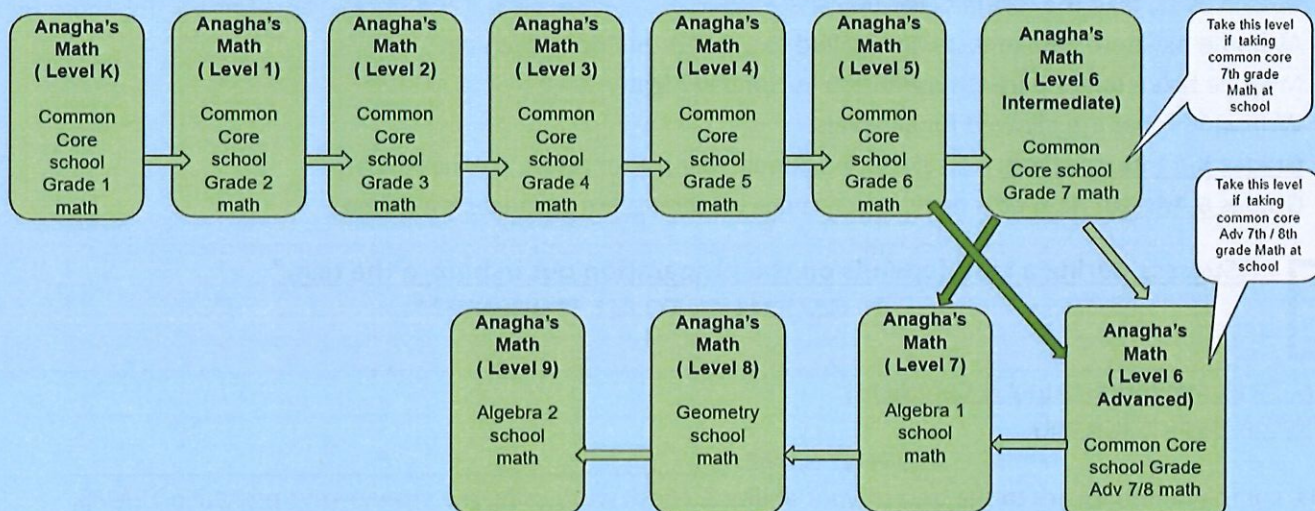 Anagha's
Math
( Level K)
Common
Core
school
Grade 1
math
Anagha's
Math
( Level 1)
Common
Core
school
Grade 2
math
Anagha's
Math
( Level 2)
Common
Core
school
Grade 3
math
Anagha's
Math
( Level 3)
Common
Core
school
Grade 4
math
Anagha's
Math
( Level 4)
Common
Core
school
Grade 5
math
Anagha's
Math
( Level 5)
Common
Core
school
Grade 6
math
Anagha's
Math
( Level 6
Intermediate)
Common
Core school
Grade 7 math
Take this level
if taking
common core
7th grade
Math at
school
Take this level
if taking
common core
Adv 7th / 8th
grade Math at
school
Anagha's
Math
( Level 9)
Algebra 2
school
math
Anagha's
Math
( Level 8)
Geometry
school
math
Anagha's
Math
( Level 7)
Algebra 1
school
math
Anagha's
Math
( Level 6
Advanced)
Common Core
school Grade
Adv 7/8 math